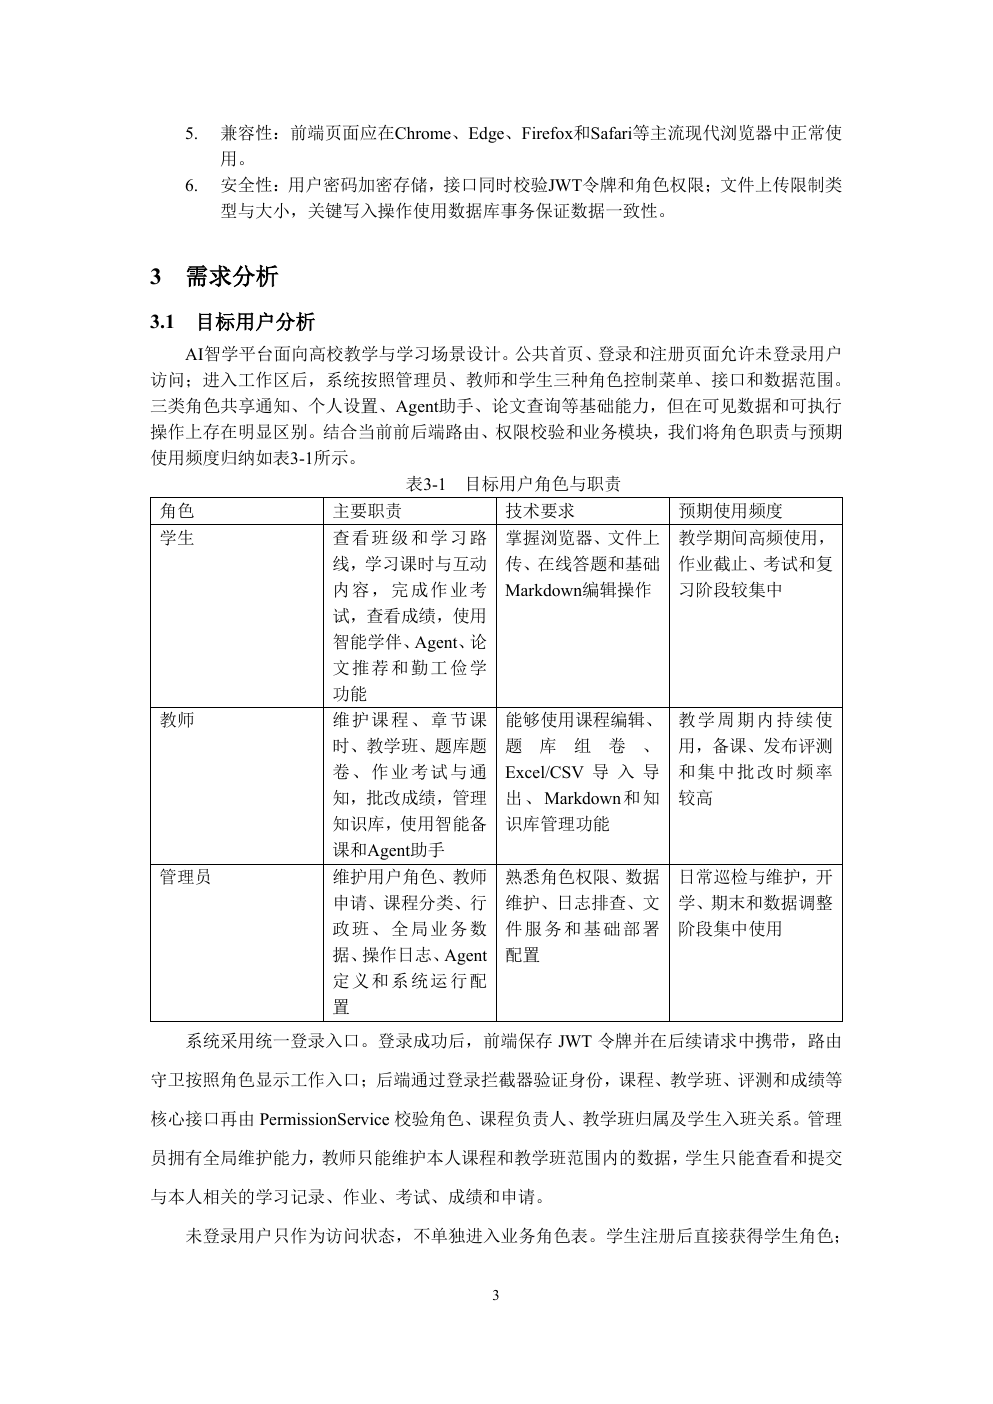 5. 兼容性：前端页面应在Chrome、Edge、Firefox和Safari等主流现代浏览器中正常使
用。
6. 安全性：用户密码加密存储，接口同时校验JWT令牌和角色权限；文件上传限制类
型与大小，关键写入操作使用数据库事务保证数据一致性。
3 需求分析
3.1 目标用户分析
AI智学平台面向高校教学与学习场景设计。公共首页、登录和注册页面允许未登录用户
访问；进入工作区后，系统按照管理员、教师和学生三种角色控制菜单、接口和数据范围。
三类角色共享通知、个人设置、Agent助手、论文查询等基础能力，但在可见数据和可执行
操作上存在明显区别。结合当前前后端路由、权限校验和业务模块，我们将角色职责与预期
使用频度归纳如表3-1所示。
表3-1 目标用户角色与职责
角色
主要职责
技术要求
预期使用频度
学生
查看班级和学习路
线，学习课时与互动
内容，完成作业考
试，查看成绩，使用
智能学伴、Agent、论
文推荐和勤工俭学
功能
掌握浏览器、文件上
传、在线答题和基础
Markdown编辑操作
教学期间高频使用，
作业截止、考试和复
习阶段较集中
教师
维护课程、章节课
时、教学班、题库题
卷、作业考试与通
知，批改成绩，管理
知识库，使用智能备
课和Agent助手
能够使用课程编辑、
题库组卷、
Excel/CSV导入导
出、Markdown和知
识库管理功能
教学周期内持续使
用，备课、发布评测
和集中批改时频率
较高
管理员
维护用户角色、教师
申请、课程分类、行
政班、全局业务数
据、操作日志、Agent
定义和系统运行配
置
熟悉角色权限、数据
维护、日志排查、文
件服务和基础部署
配置
日常巡检与维护，开
学、期末和数据调整
阶段集中使用
系统采用统一登录入口。登录成功后，前端保存 JWT 令牌并在后续请求中携带，路由
守卫按照角色显示工作入口；后端通过登录拦截器验证身份，课程、教学班、评测和成绩等
核心接口再由 PermissionService 校验角色、课程负责人、教学班归属及学生入班关系。管理
员拥有全局维护能力，教师只能维护本人课程和教学班范围内的数据，学生只能查看和提交
与本人相关的学习记录、作业、考试、成绩和申请。
未登录用户只作为访问状态，不单独进入业务角色表。学生注册后直接获得学生角色；
3